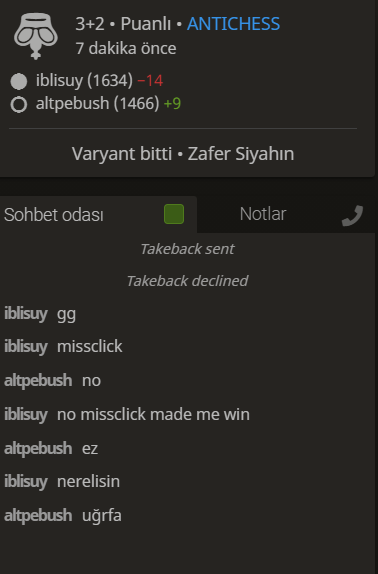 3+2 • Puanlı • ANTICHESS
7 dakika önce
iblisuy (1634) −14
altpebush (1466) +9
Varyant bitti • Zafer Siyahın
Sohbet odası Notlar
Takeback sent
Takeback declined
iblisuy gg
iblisuy missclick
altpebush no
iblisuy no missclick made me win
altpebush ez
iblisuy nerelisin
altpebush uğrfa